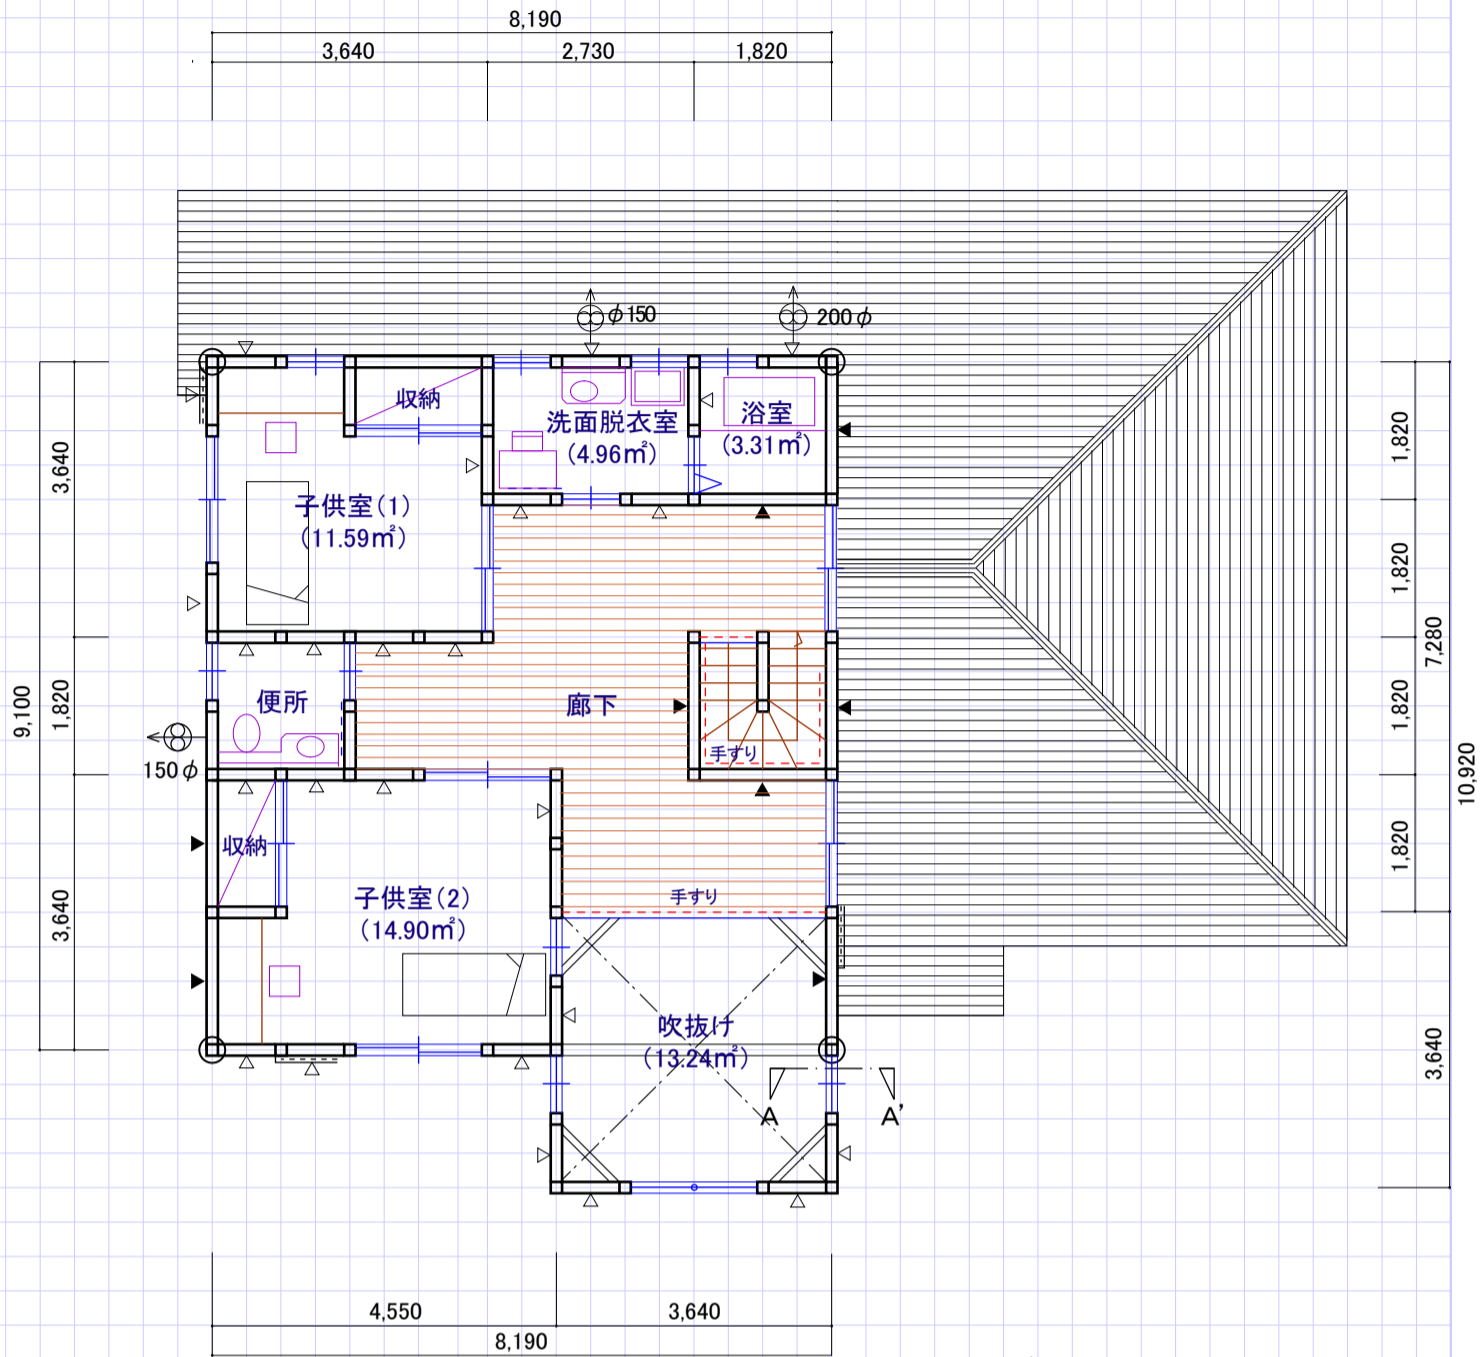 8,190
3,640
2,730
1,820
φ150
200φ
収納
洗面脱衣室
(4.96㎡)
浴室
(3.31㎡)
子供室(1)
(11.59㎡)
3,640
1,820
9,100
3,640
1,820
1,820
1,820
1,820
7,280
10,920
3,640
便所
150φ
廊下
手すり
収納
子供室(2)
(14.90㎡)
手すり
吹抜け
(13.24㎡)
A
A'
4,550
3,640
8,190